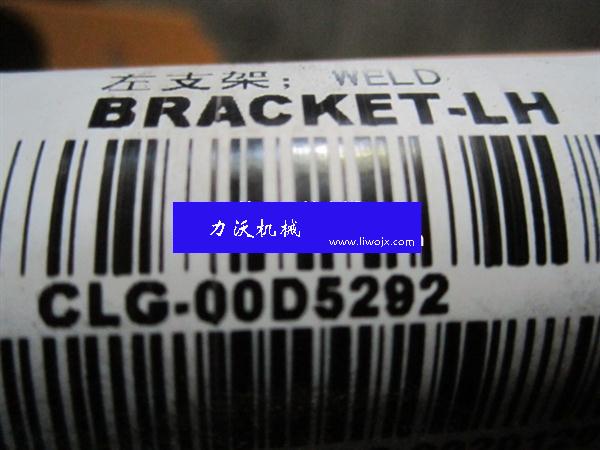 左支架; WELD
BRACKET-LH
力沃机械
www.liwojx.com
CLG-00D5292